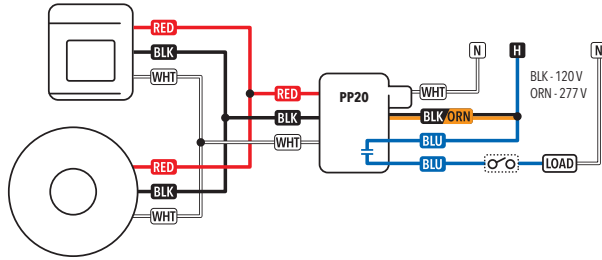 RED
BLK
WHT
RED
BLK
WHT
RED
BLK
WHT
PP20
WHT
N
H
N
BLK/ORN
BLU
BLU
LOAD
BLK - 120 V
ORN - 277 V